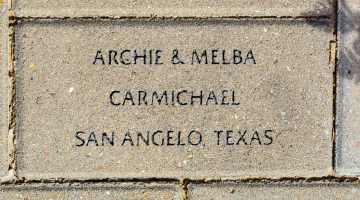 ARCHIE & MELBA
CARMICHAEL
SAN ANGELO, TEXAS